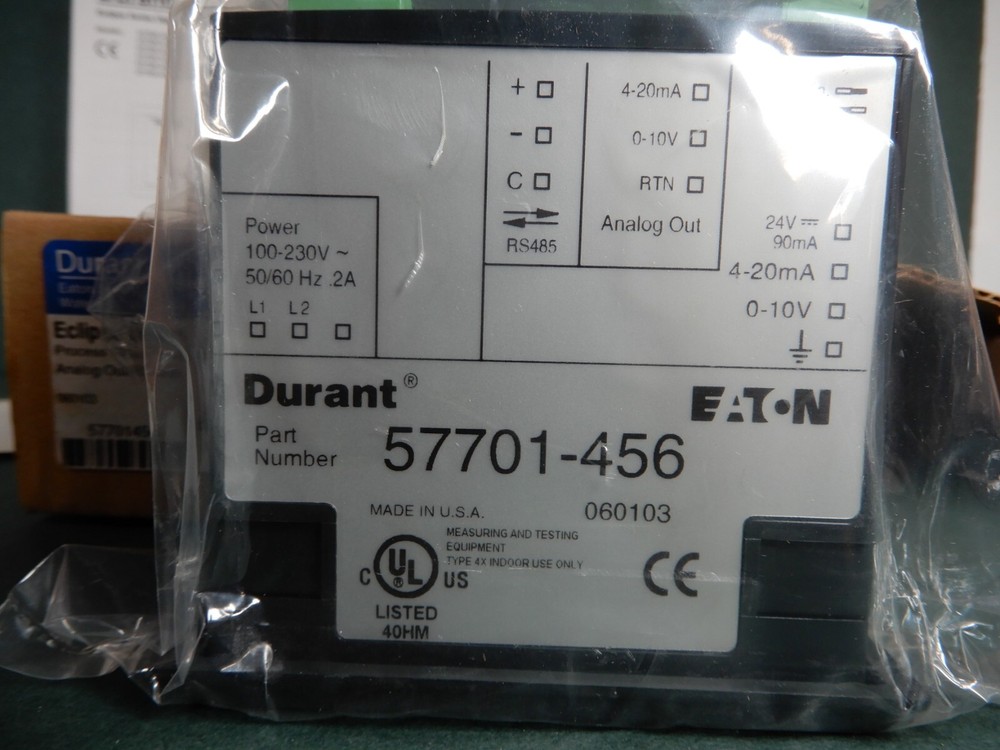 +
4-20mA
-
0-10V
C
RTN
RS485
Analog Out
24V
90mA
4-20mA
0-10V
Power
100-230V ~
50/60 Hz .2A
L1 L2
Durant®
EATON
Part
Number
57701-456
MADE IN U.S.A.
060103
MEASURING AND TESTING
EQUIPMENT
TYPE 4X INDOOR USE ONLY
C UL ® US
LISTED
40HM
CE
Durant
CE